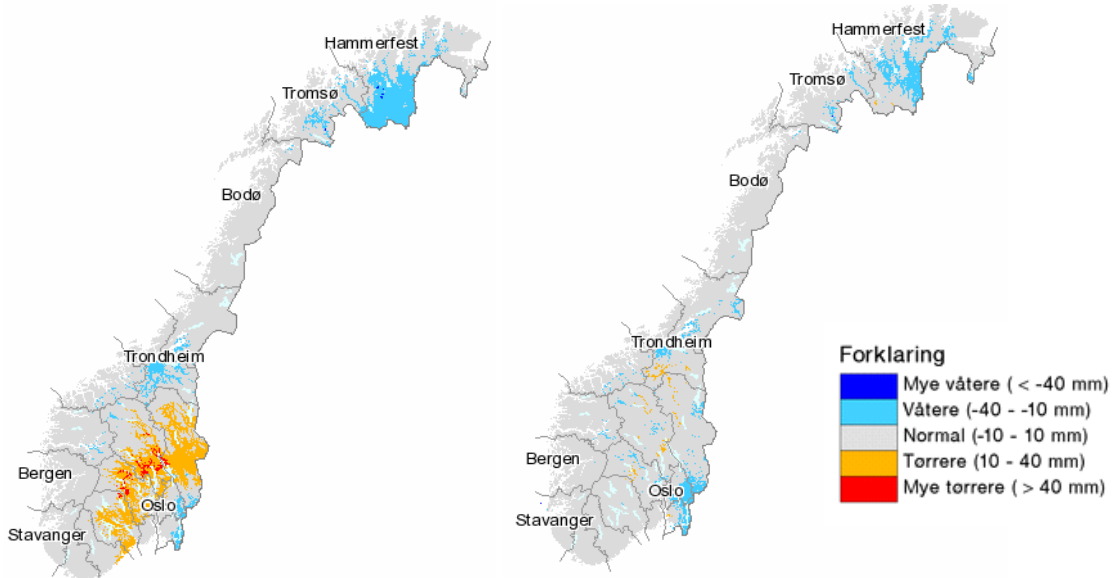 Hammerfest
Tromsø
Bodø
Trondheim
Bergen
Oslo
Stavanger
Hammerfest
Tromsø
Bodø
Trondheim
Bergen
Oslo
Stavanger
Forklaring
Mye våtere ( < -40 mm)
Våtere (-40 - -10 mm)
Normal (-10 - 10 mm)
Tørrere (10 - 40 mm)
Mye tørrere ( > 40 mm)